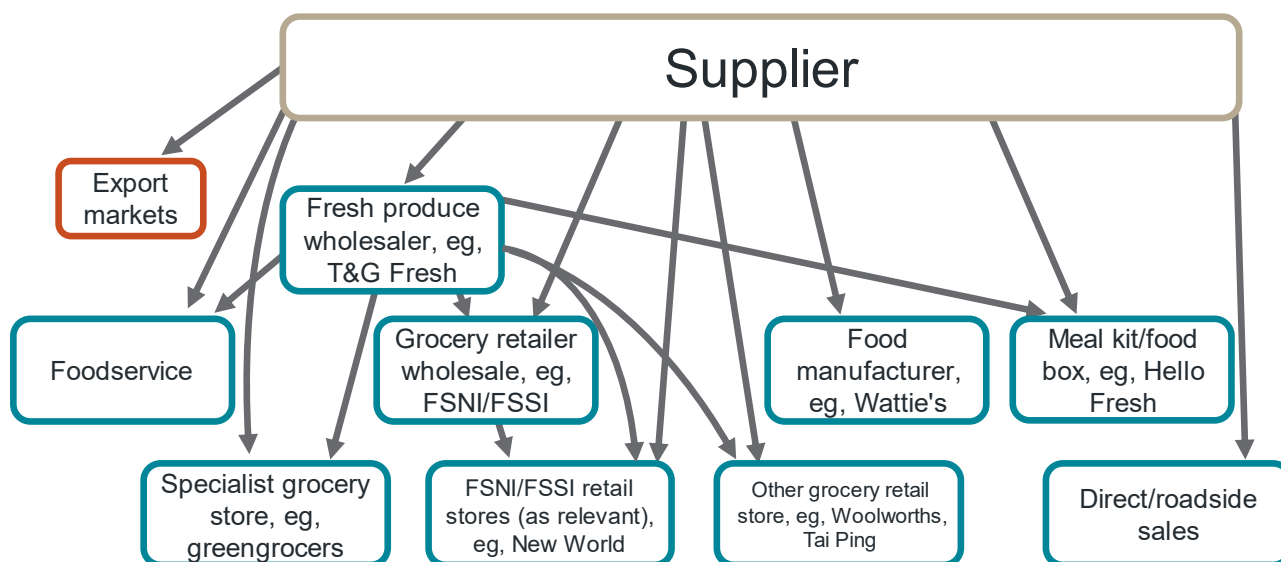 Supplier
Export
markets
Fresh produce
wholesaler, eg,
T&G Fresh
Foodservice
Grocery retailer
wholesale, eg,
FSNI/FSSI
Food
manufacturer,
eg, Wattie's
Meal kit/food
box, eg, Hello
Fresh
Specialist grocery
store, eg,
greengrocers
FSNI/FSSI retail
stores (as relevant),
eg, New World
Other grocery retail
store, eg, Woolworths,
Tai Ping
Direct/roadside
sales